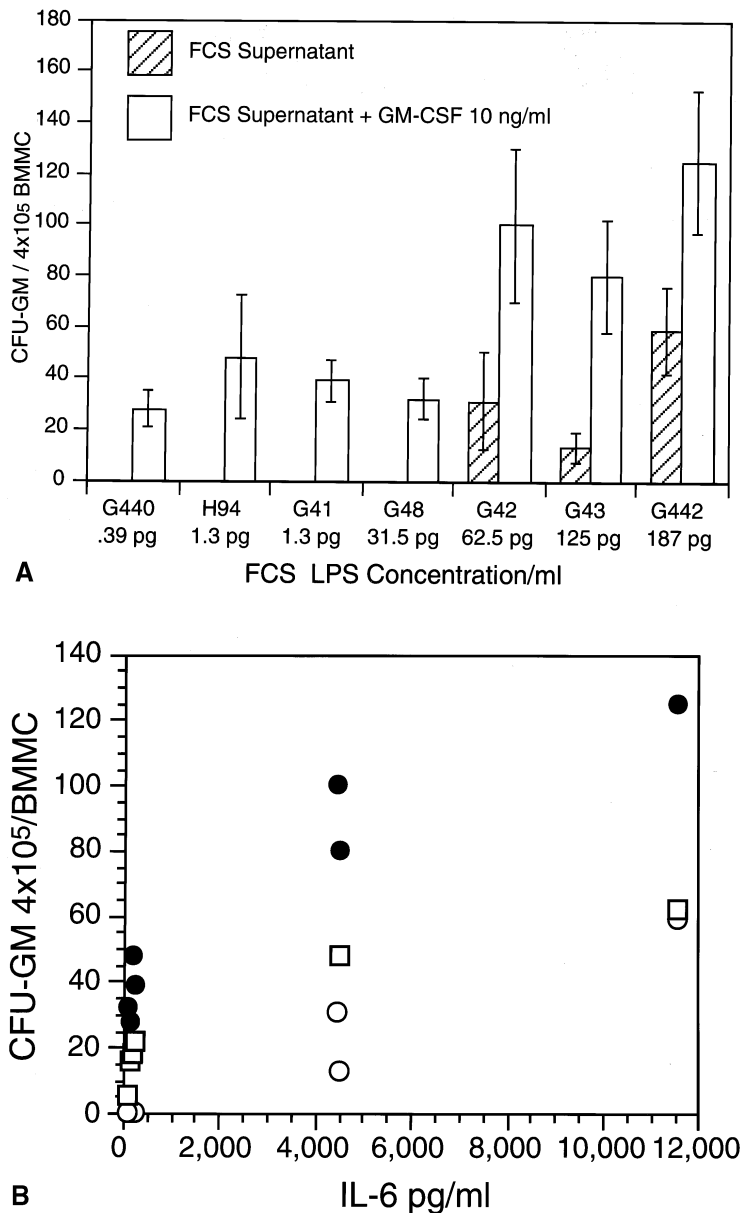 180
160
140
120
100
80
60
40
20
0
CFU-GM / 4x105 BMMC
FCS Supernatant
FCS Supernatant + GM-CSF 10 ng/ml
G440 H94 G41 G48 G42 G43 G442
.39 pg 1.3 pg 1.3 pg 31.5 pg 62.5 pg 125 pg 187 pg
A
FCS LPS Concentration/ml
140
120
100
80
60
40
20
0
CFU-GM 4x10⁵/BMMC
0 2,000 4,000 6,000 8,000 10,000 12,000
B
IL-6 pg/ml